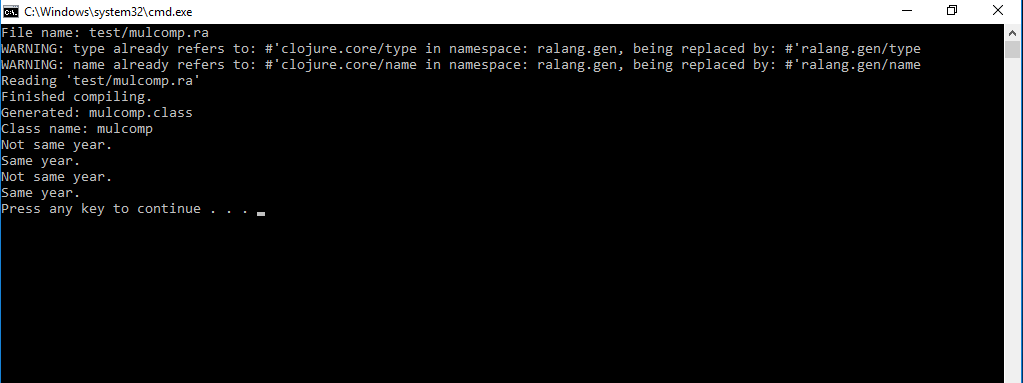 C:\Windows\system32\cmd.exe
File name: test/mulcomp.ra
WARNING: type already refers to: #'clojure.core/type in namespace: ralang.gen, being replaced by: #'ralang.gen/type
WARNING: name already refers to: #'clojure.core/name in namespace: ralang.gen, being replaced by: #'ralang.gen/name
Reading 'test/mulcomp.ra'
Finished compiling.
Generated: mulcomp.class
Class name: mulcomp
Not same year.
Same year.
Not same year.
Same year.
Press any key to continue . . .